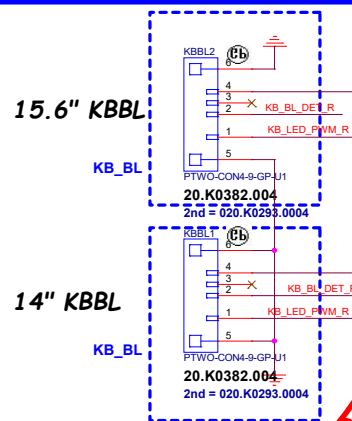 KBBL2
6
4
3
2
KB_BL_DET_R
1
KB_LED_PWM_R
5
15.6" KBBL
KB_BL
PTWO-CON4-9-GP-U1
20.K0382.004
2nd = 020.K0293.0004
KBBL1
6
4
3
2
KB_BL_DET_R
1
KB_LED_PWM_R
5
14" KBBL
KB_BL
PTWO-CON4-9-GP-U1
20.K0382.004
2nd = 020.K0293.0004